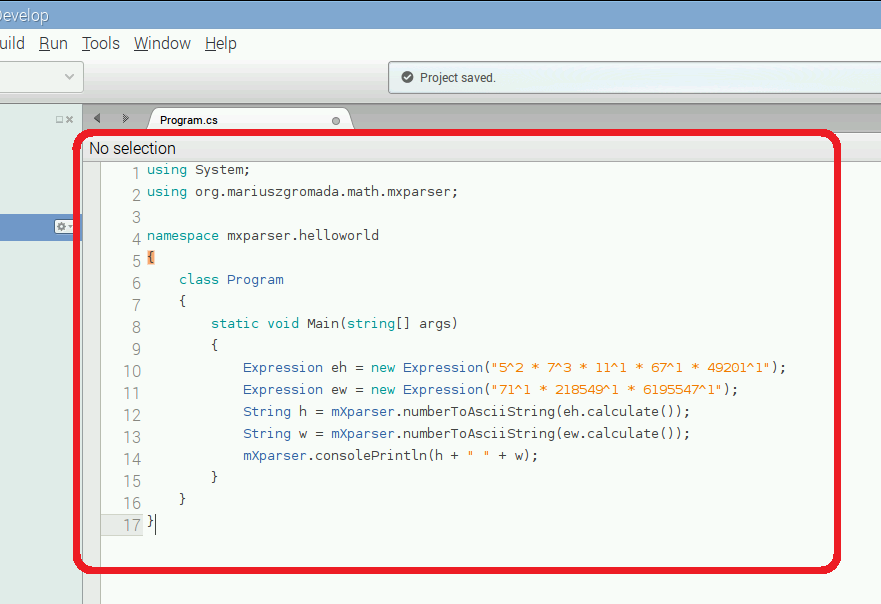 Develop
uild Run Tools Window Help
Project saved.
Program.cs
No selection
1 using System;
2 using org.mariuszgromada.math.mxparser;
3
4 namespace mxparser.helloworld
5 {
6 class Program
7 {
8 static void Main(string[] args)
9 {
10 Expression eh = new Expression("5^2 * 7^3 * 11^1 * 67^1 * 49201^1");
11 Expression ew = new Expression("71^1 * 218549^1 * 6195547^1");
12 String h = mXparser.numberToAsciiString(eh.calculate());
13 String w = mXparser.numberToAsciiString(ew.calculate());
14 mXparser.consolePrintln(h + " " + w);
15 }
16 }
17 }